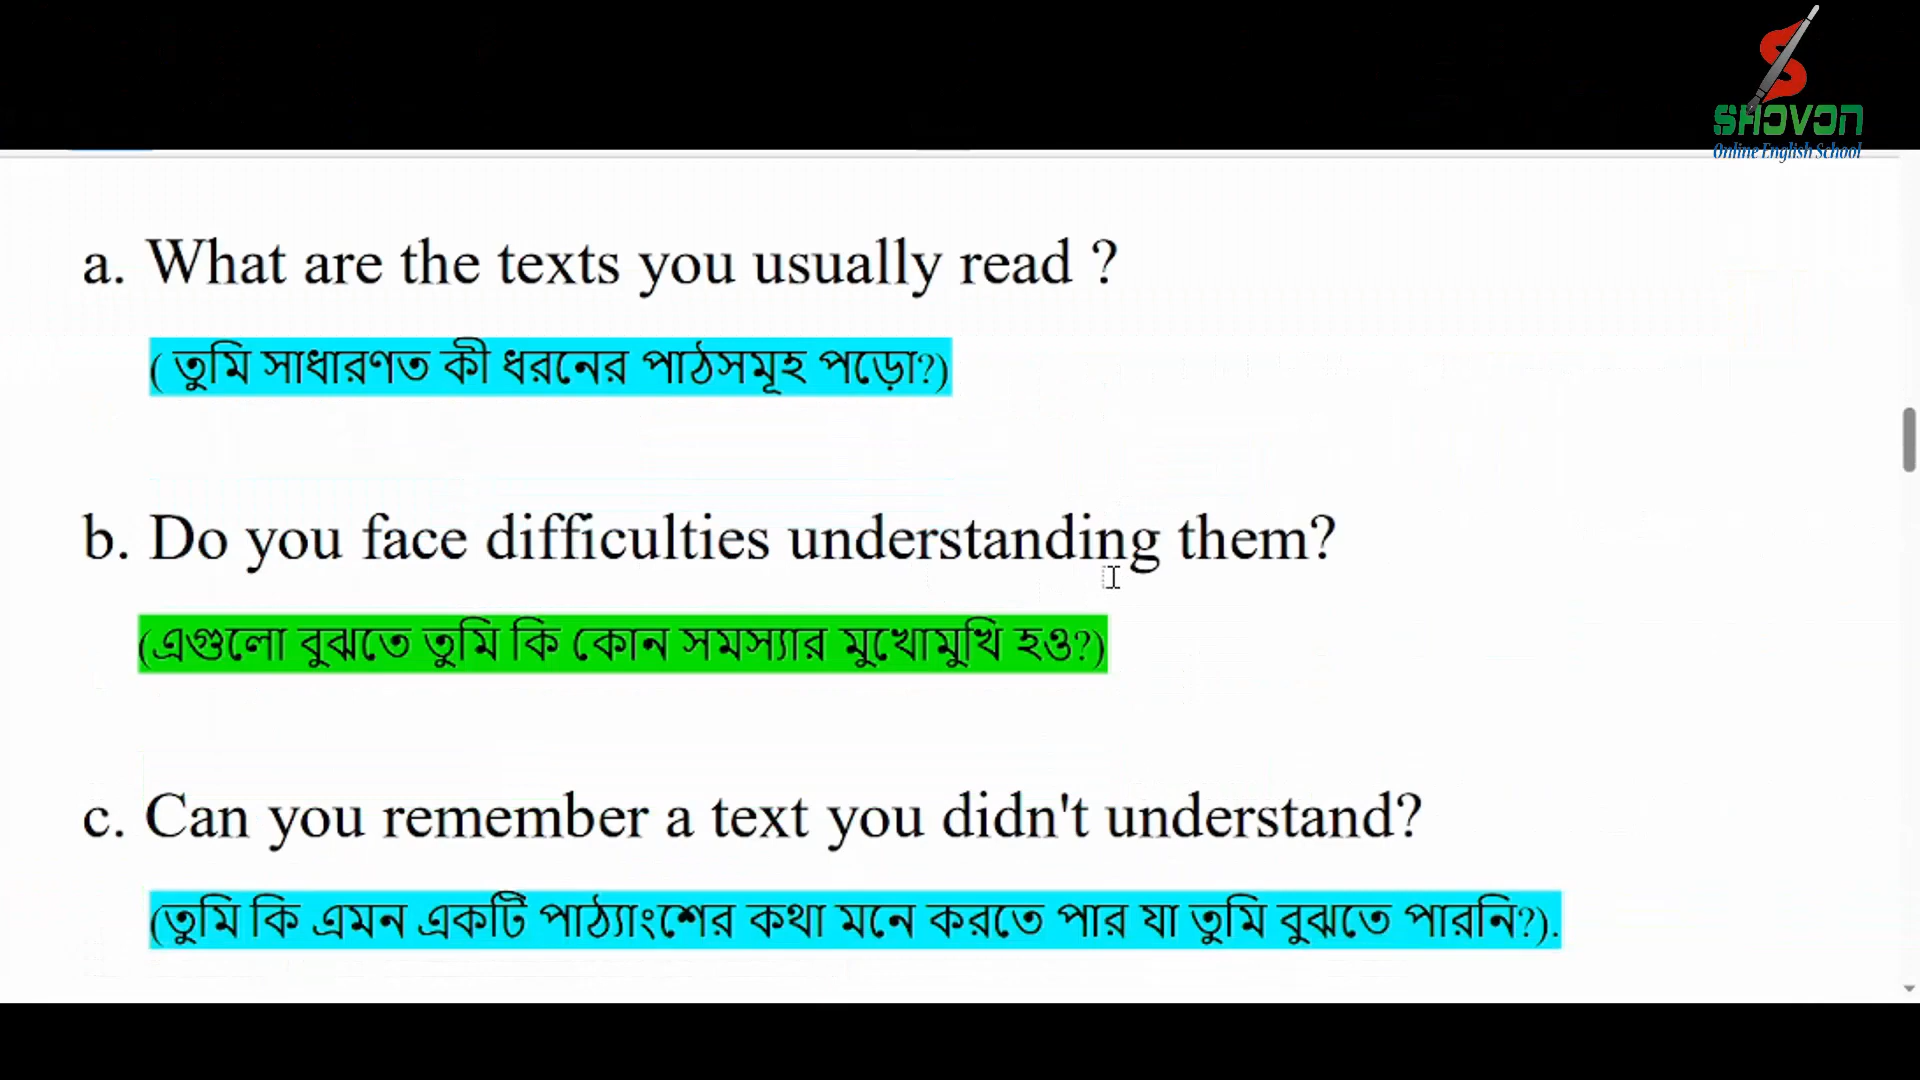 SHOVON
Online English School
a. What are the texts you usually read ?
( তুমি সাধারণত কী ধরনের পাঠসমূহ পড়ো?)
b. Do you face difficulties understanding them?
(এগুলো বুঝতে তুমি কি কোন সমস্যার মুখোমুখি হও?)
c. Can you remember a text you didn't understand?
(তুমি কি এমন একটি পাঠ্যাংশের কথা মনে করতে পার যা তুমি বুঝতে পারনি?).